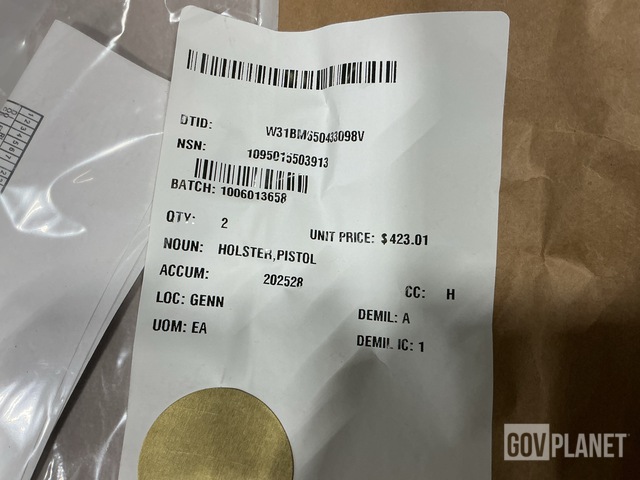 DTID: W31BM650433098V
NSN: 1095015503913
BATCH: 1006013658
QTY: 2 UNIT PRICE: $423.01
NOUN: HOLSTER,PISTOL
ACCUM: 202528 CC: H
LOC: GENN DEMIL: A
UOM: EA DEMIL IC: 1
GOVPLANET